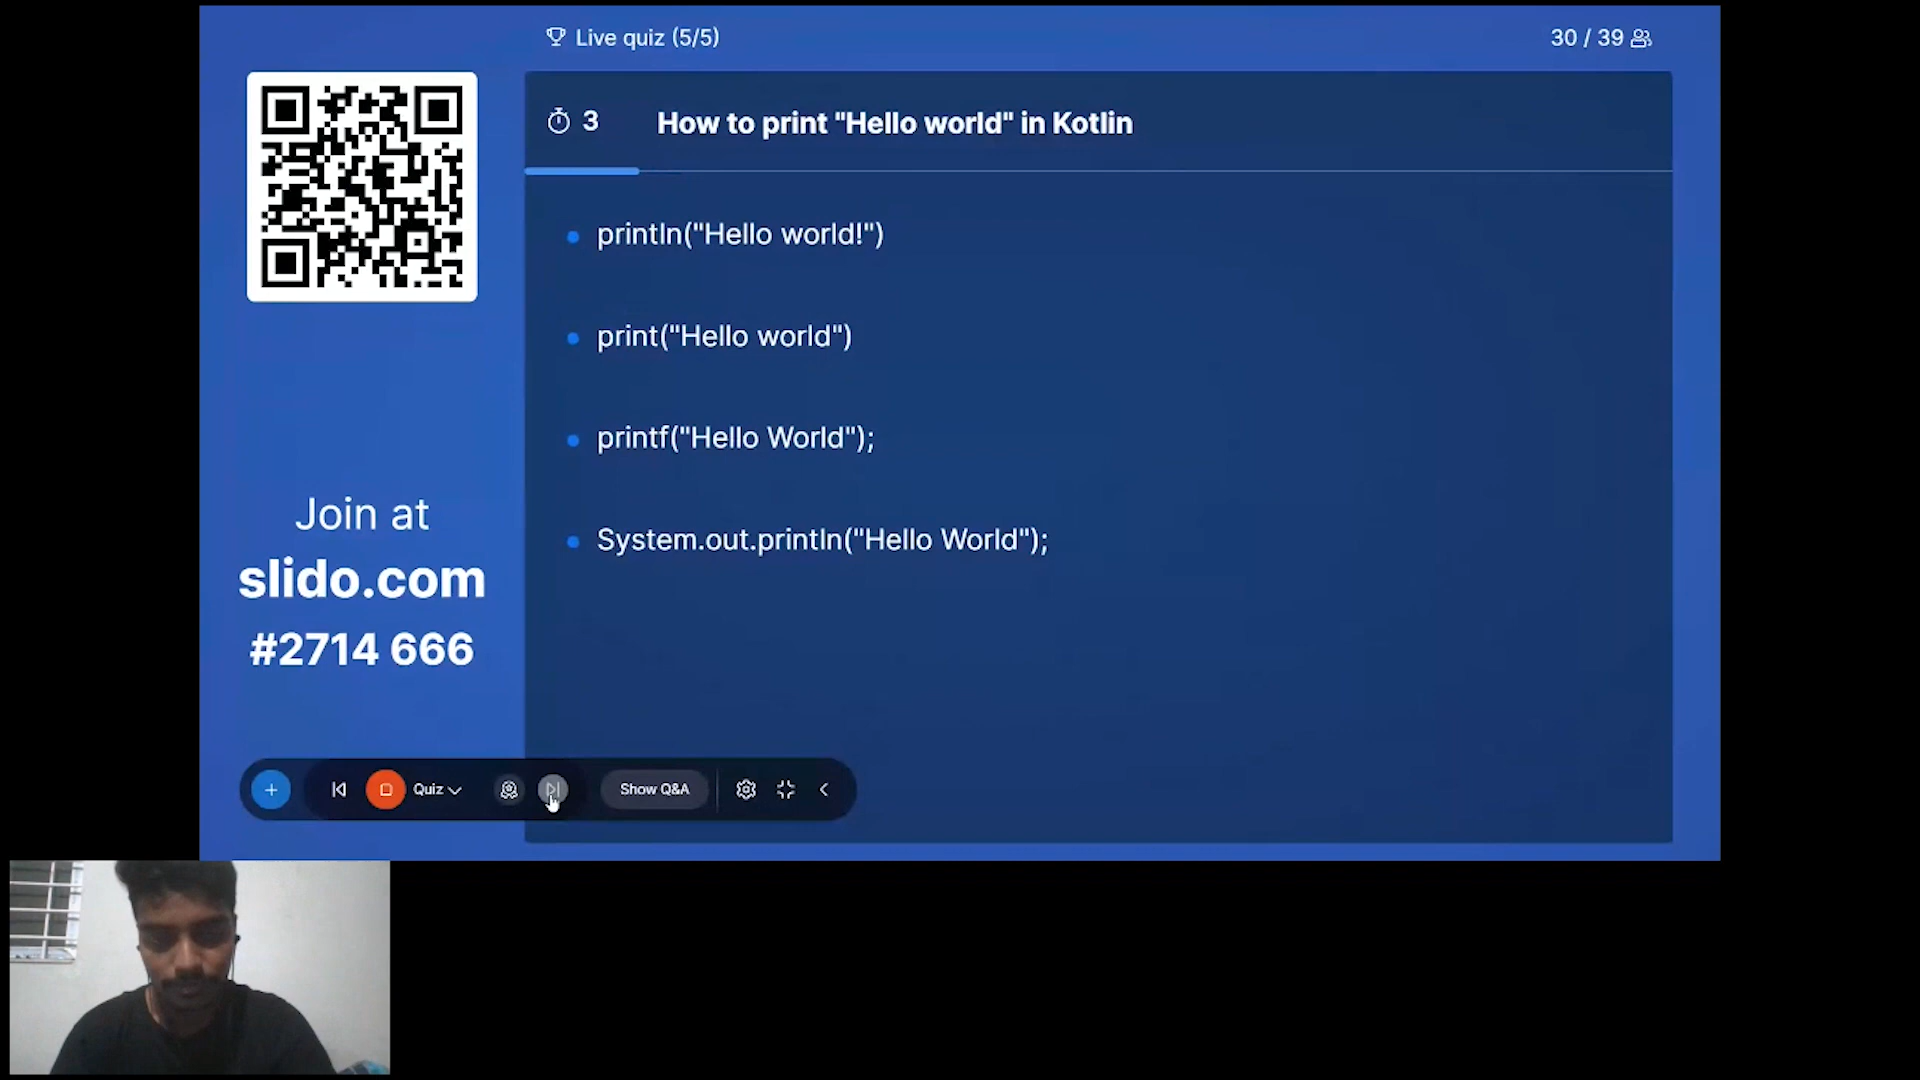 Live quiz (5/5)
30 / 39
3
How to print "Hello world" in Kotlin
println("Hello world!")
print("Hello world")
printf("Hello World");
System.out.println("Hello World");
Join at
slido.com
#2714 666
Quiz
Show Q&A